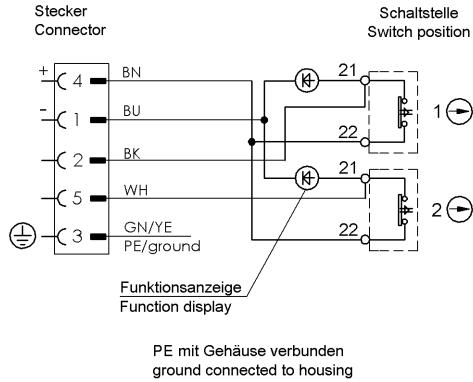 Stecker
Connector
Schaltstelle
Switch position
+ 4 BN
- 1 BU
2 BK
5 WH
3 GN/YE
PE/ground
21
22
1
21
22
2
Funktionsanzeige
Function display
PE mit Gehäuse verbunden
ground connected to housing